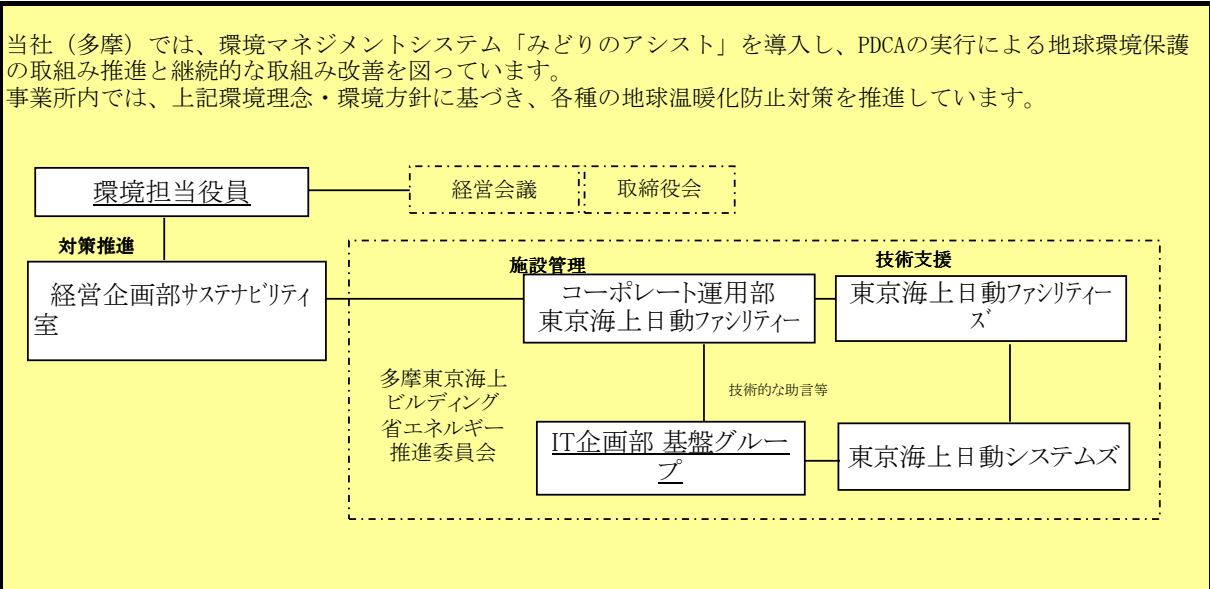 当社（多摩）では、環境マネジメントシステム「みどりのアシスト」を導入し、PDCAの実行による地球環境保護
の取組み推進と継続的な取組み改善を図っています。
事業所内では、上記環境理念・環境方針に基づき、各種の地球温暖化防止対策を推進しています。
環境担当役員
経営会議
取締役会
対策推進
経営企画部ｻｽﾃﾅﾋﾞﾘﾃｨ
室
施設管理
コーポレート運用部
東京海上日動ﾌｧｼﾘﾃｨｰ
技術支援
東京海上日動ﾌｧｼﾘﾃｨｰ
ｽﾞ
多摩東京海上
ビルディング
省エネルギー
推進委員会
技術的な助言等
IT企画部 基盤グルー
プ
東京海上日動システムズ